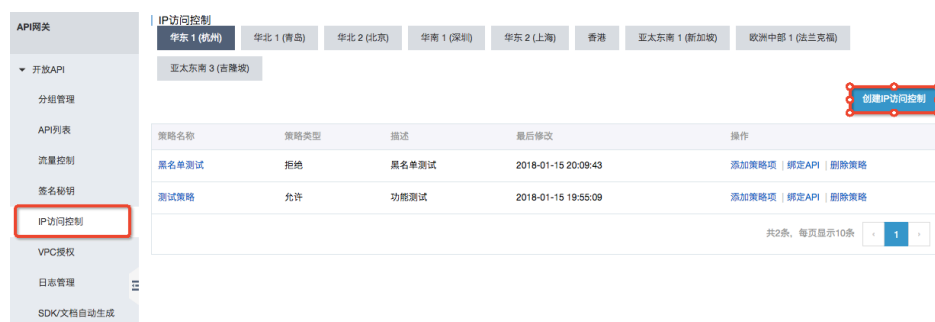 API网关
开放API
分组管理
API列表
流量控制
签名秘钥
IP访问控制
VPC授权
日志管理
SDK/文档自动生成
IP访问控制
华东 1 (杭州) 华北 1 (青岛) 华北 2 (北京) 华南 1 (深圳) 华东 2 (上海) 香港 亚太东南 1 (新加坡) 欧洲中部 1 (法兰克福)
亚太东南 3 (吉隆坡)
创建IP访问控制
策略名称 策略类型 描述 最后修改 操作
黑名单测试 拒绝 黑名单测试 2018-01-15 20:09:43 添加策略项 | 绑定API | 删除策略
测试策略 允许 功能测试 2018-01-15 19:55:09 添加策略项 | 绑定API | 删除策略
共2条, 每页显示10条 ‹ 1 ›